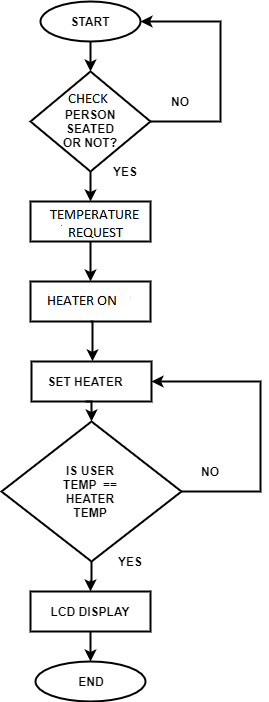 START
CHECK
PERSON
SEATED
OR NOT?
NO
YES
TEMPERATURE
REQUEST
HEATER ON
SET HEATER
IS USER
TEMP ==
HEATER
TEMP
NO
YES
LCD DISPLAY
END